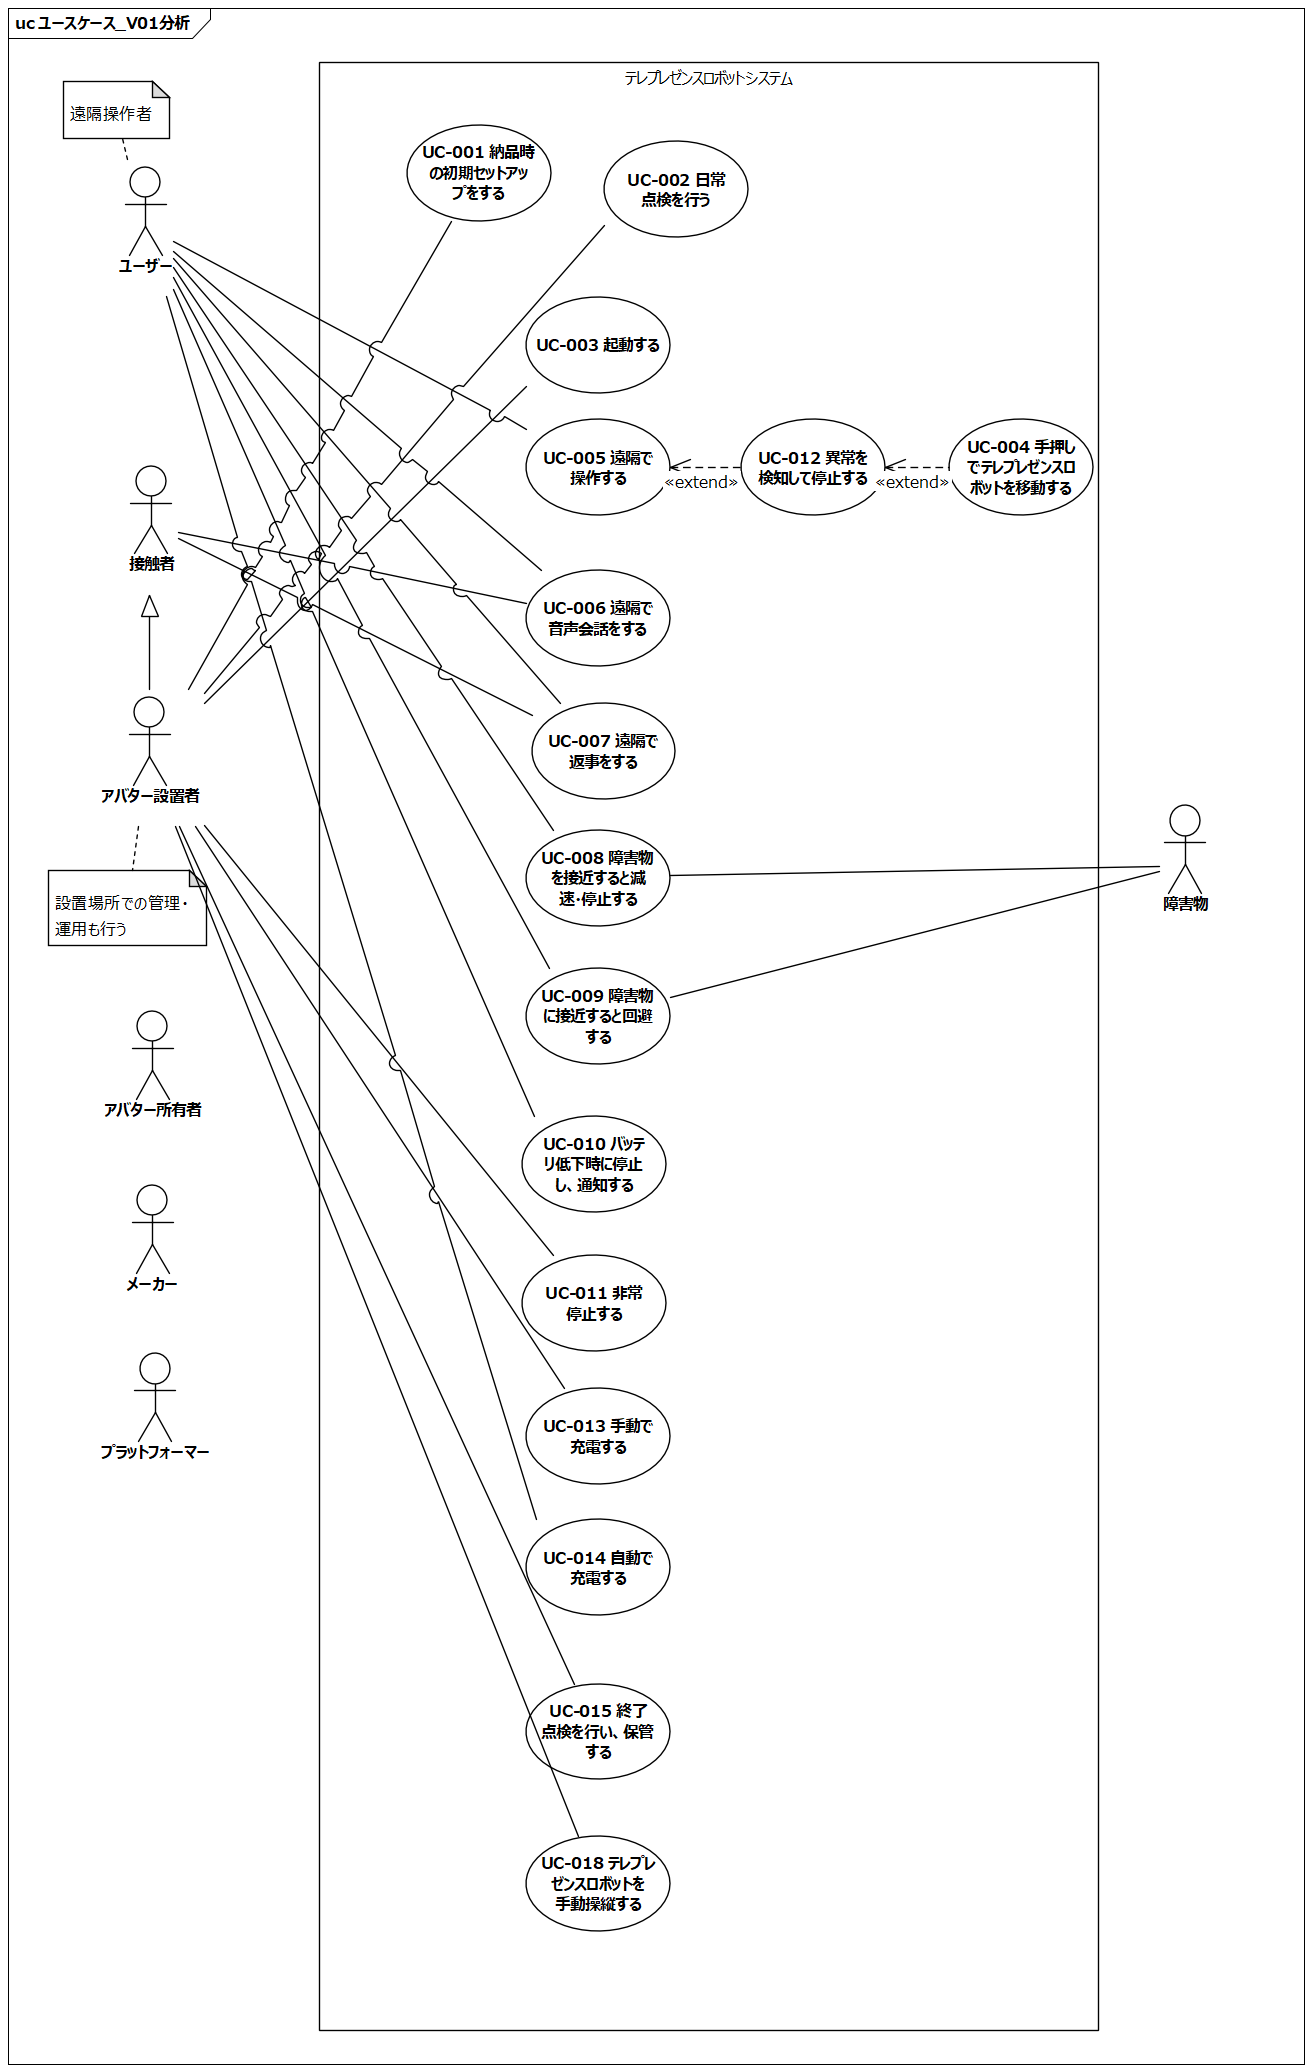 uc ユースケース_V01分析
テレプレゼンスロボットシステム
遠隔操作者
ユーザー
UC-001 納品時
の初期セットアッ
プをする
UC-002 日常
点検を行う
UC-003 起動する
UC-005 遠隔で
操作する
«extend»
UC-012 異常を
検知して停止する
«extend»
UC-004 手押し
でテレプレゼンスロ
ボットを移動する
接触者
UC-006 遠隔で
音声会話をする
UC-007 遠隔で
返事をする
アバター設置者
設置場所での管理・
運用も行う
UC-008 障害物
を接近すると減
速・停止する
障害物
UC-009 障害物
に接近すると回避
する
アバター所有者
UC-010 バッテ
リ低下時に停止
し、通知する
メーカー
UC-011 非常
停止する
プラットフォーマー
UC-013 手動で
充電する
UC-014 自動で
充電する
UC-015 終了
点検を行い、保管
する
UC-018 テレプレ
ゼンスロボットを
手動操縦する